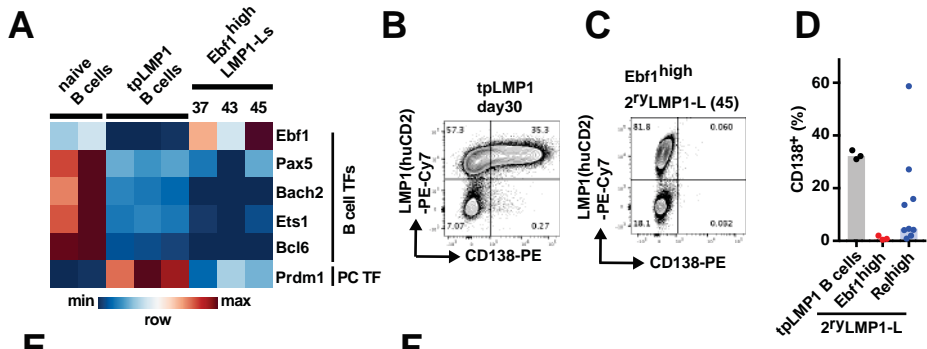 A
naive
B cells
tpLMP1
B cells
Ebf1high
LMP1-Ls
37 43 45
Ebf1
Pax5
Bach2
Ets1
Bcl6
Prdm1
B cell TFs
PC TF
min
max
row
B
tpLMP1
day30
57.3
35.3
7.07
0.27
LMP1(huCD2)
-PE-Cy7
CD138-PE
C
Ebf1high
2ryLMP1-L (45)
81.8
0.060
18.1
0.052
LMP1(huCD2)
-PE-Cy7
CD138-PE
D
CD138+ (%)
60
40
20
0
tpLMP1 B cells
Ebf1high
Relhigh
2ryLMP1-L